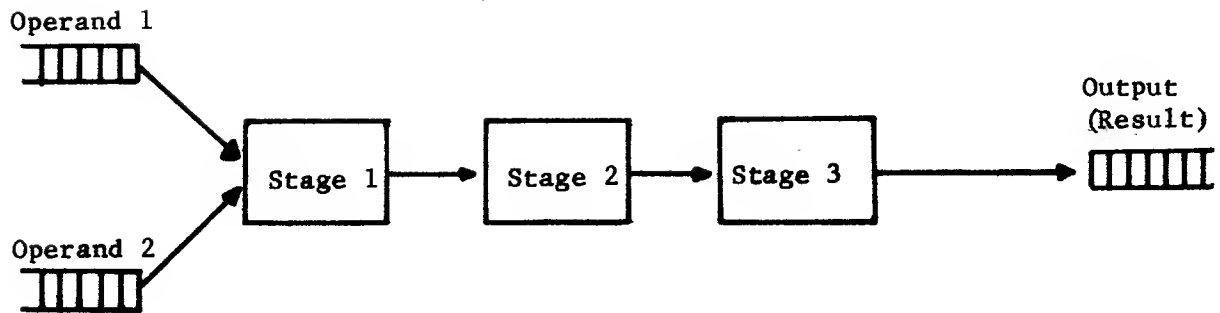 Operand 1
Output
(Result)
Stage 1
Stage 2
Stage 3
Operand 2